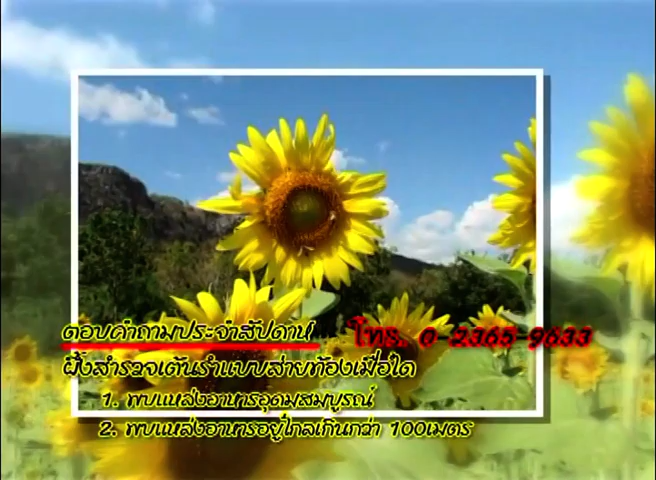 ตอบคำถามประจำสัปดาห์ โทร. 0-2365-9633
ผึ้งสำรวจเต้นรำแบบส่ายท้องเมื่อใด
1. พบแหล่งอาหารอุดมสมบูรณ์
2. พบแหล่งอาหารอยู่ไกลเกินกว่า 100เมตร